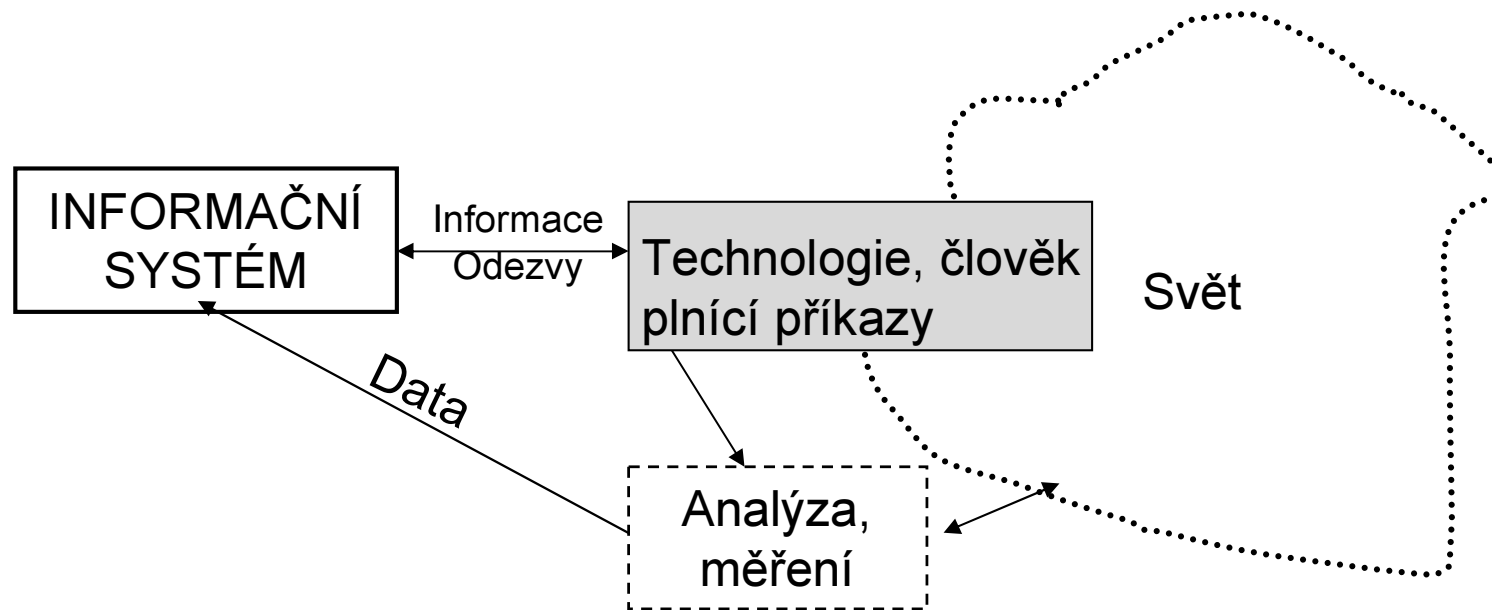 INFORMAČNÍ
SYSTÉM
Informace
Odezvy
Technologie, člověk
plnící příkazy
Svět
Data
Analýza,
měření